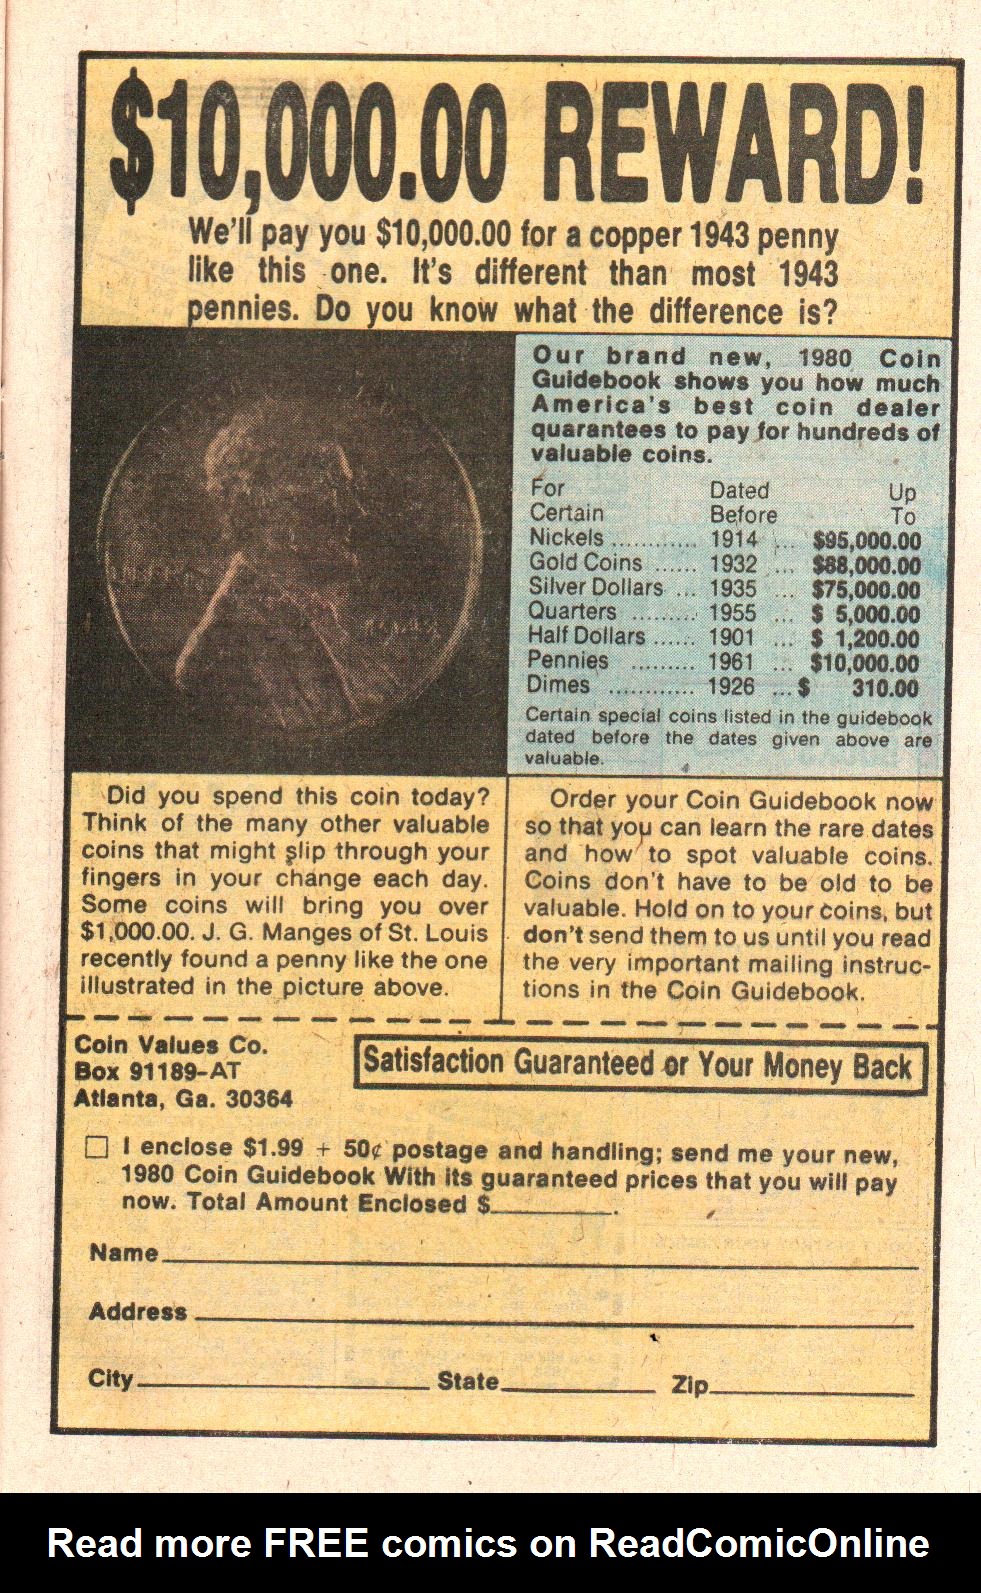 $10,000.00 REWARD!
We'll pay you $10,000.00 for a copper 1943 penny
like this one. It's different than most 1943
pennies. Do you know what the difference is?
Our brand new, 1980 Coin
Guidebook shows you how much
America's best coin dealer
quarantees to pay for hundreds of
valuable coins.
For Dated Up
Certain Before To
Nickels ............ 1914 ... $95,000.00
Gold Coins ...... 1932 ... $88,000.00
Silver Dollars ... 1935 ... $75,000.00
Quarters ......... 1955 ... $ 5,000.00
Half Dollars ...... 1901 ... $ 1,200.00
Pennies ......... 1961 ... $10,000.00
Dimes ............ 1926 ... $ 310.00
Certain special coins listed in the guidebook
dated before the dates given above are
valuable.
Did you spend this coin today?
Think of the many other valuable
coins that might slip through your
fingers in your change each day.
Some coins will bring you over
$1,000.00. J. G. Manges of St. Louis
recently found a penny like the one
illustrated in the picture above.
Order your Coin Guidebook now
so that you can learn the rare dates
and how to spot valuable coins.
Coins don't have to be old to be
valuable. Hold on to your coins, but
don't send them to us until you read
the very important mailing instruc-
tions in the Coin Guidebook.
Coin Values Co.
Box 91189-AT
Atlanta, Ga. 30364
Satisfaction Guaranteed or Your Money Back
I enclose $1.99 + 50¢ postage and handling; send me your new,
1980 Coin Guidebook With its guaranteed prices that you will pay
now. Total Amount Enclosed $_________.
Name
Address
City State Zip
Read more FREE comics on ReadComicOnline